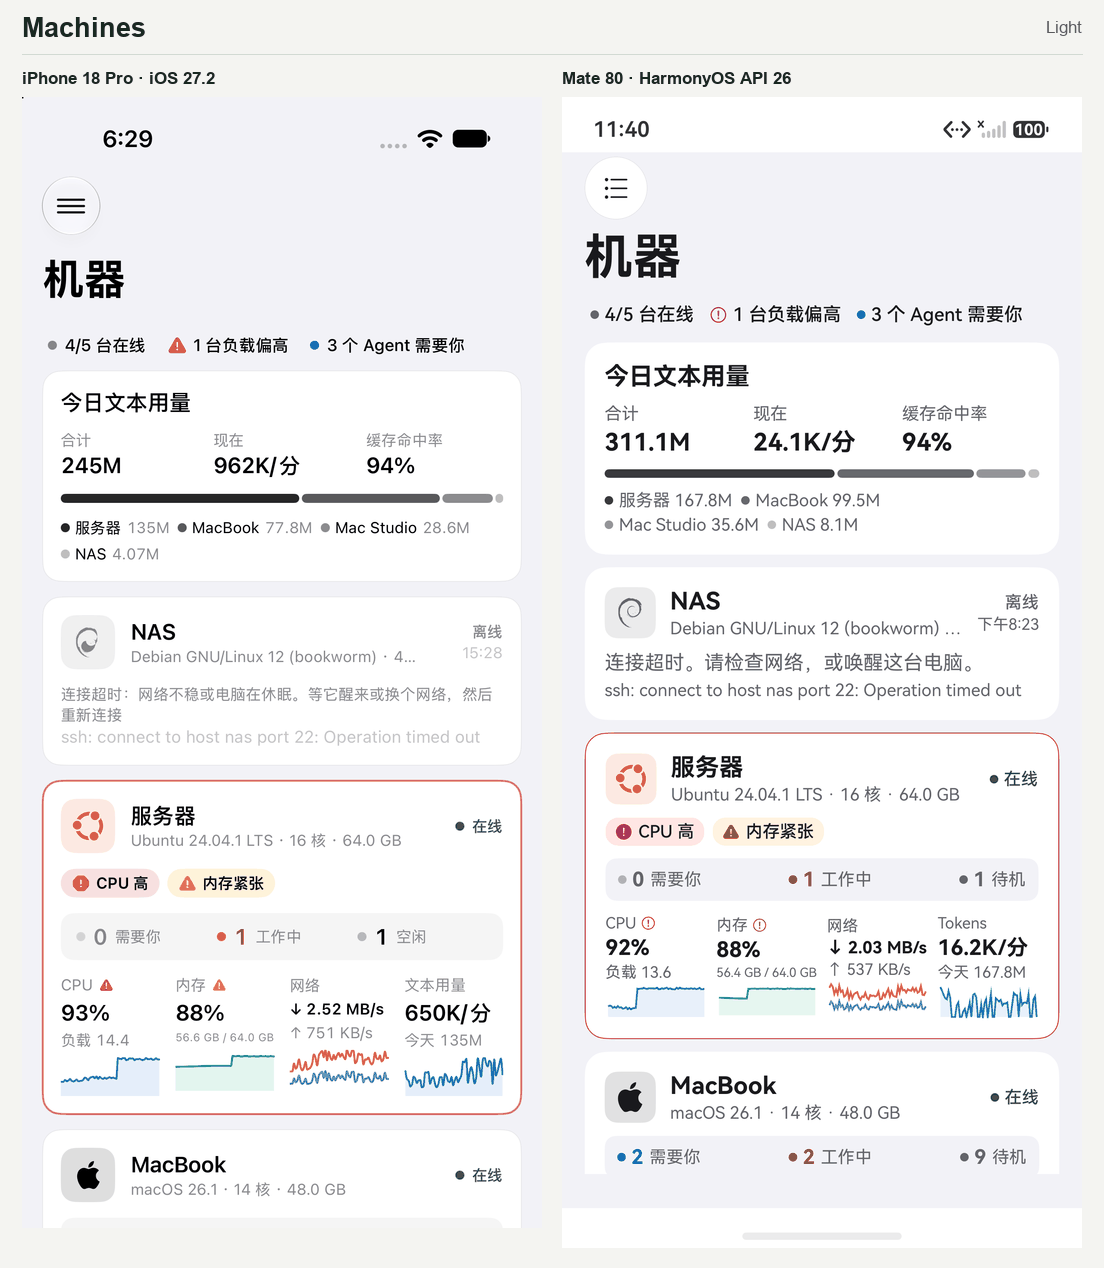 Machines
Light
iPhone 18 Pro · iOS 27.2
6:29
机器
4/5 台在线 1 台负载偏高 3 个 Agent 需要你
今日文本用量
合计 现在 缓存命中率
245M 962K/分 94%
服务器 135M MacBook 77.8M Mac Studio 28.6M
NAS 4.07M
NAS 离线
Debian GNU/Linux 12 (bookworm) · 4... 15:28
连接超时：网络不稳或电脑在休眠。等它醒来或换个网络，然后
重新连接
ssh: connect to host nas port 22: Operation timed out
服务器 在线
Ubuntu 24.04.1 LTS · 16 核 · 64.0 GB
CPU 高 内存紧张
0 需要你 1 工作中 1 空闲
CPU 内存 网络 文本用量
93% 88% ↓ 2.52 MB/s 650K/分
负载 14.4 56.6 GB / 64.0 GB ↑ 751 KB/s 今天 135M
MacBook 在线
macOS 26.1 · 14 核 · 48.0 GB
Mate 80 · HarmonyOS API 26
11:40 100
机器
4/5 台在线 1 台负载偏高 3 个 Agent 需要你
今日文本用量
合计 现在 缓存命中率
311.1M 24.1K/分 94%
服务器 167.8M MacBook 99.5M
Mac Studio 35.6M NAS 8.1M
NAS 离线
Debian GNU/Linux 12 (bookworm) ... 下午8:23
连接超时。请检查网络，或唤醒这台电脑。
ssh: connect to host nas port 22: Operation timed out
服务器 在线
Ubuntu 24.04.1 LTS · 16 核 · 64.0 GB
CPU 高 内存紧张
0 需要你 1 工作中 1 待机
CPU 内存 网络 Tokens
92% 88% ↓ 2.03 MB/s 16.2K/分
负载 13.6 56.4 GB / 64.0 GB ↑ 537 KB/s 今天 167.8M
MacBook 在线
macOS 26.1 · 14 核 · 48.0 GB
2 需要你 2 工作中 9 待机